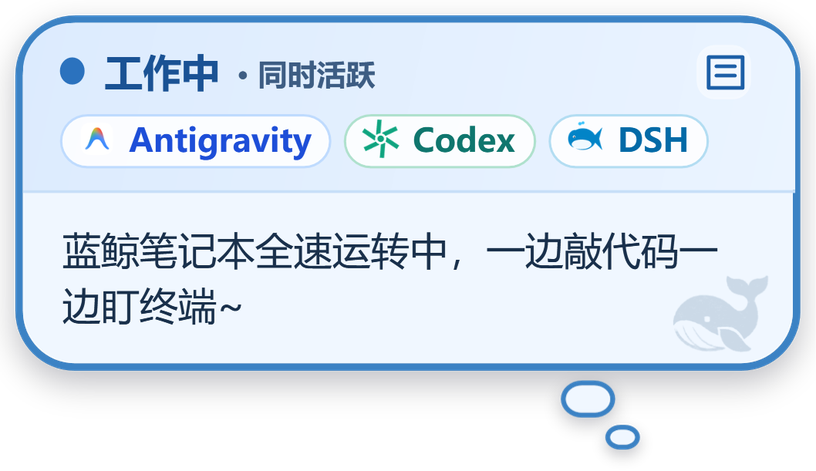 工作中 · 同时活跃
Antigravity Codex DSH
蓝鲸笔记本全速运转中，一边敲代码一
边盯终端~